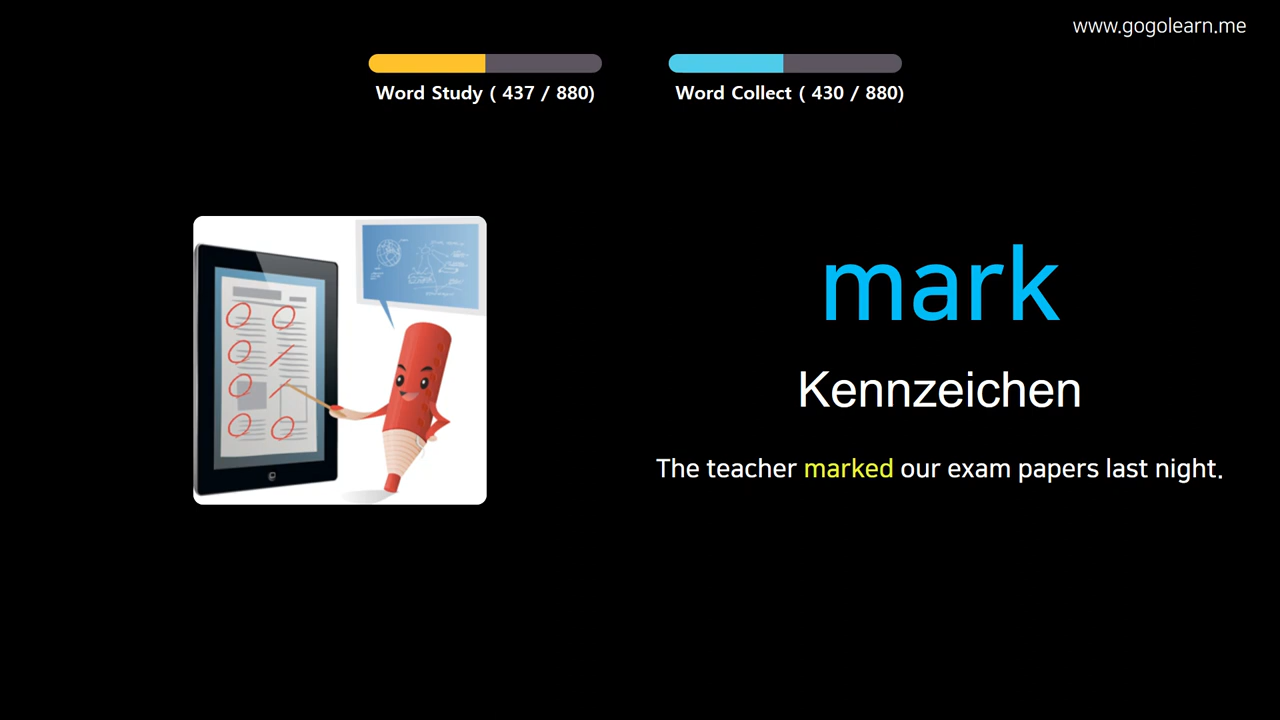 www.gogolearn.me
Word Study ( 437 / 880)
Word Collect ( 430 / 880)
mark
Kennzeichen
The teacher marked our exam papers last night.